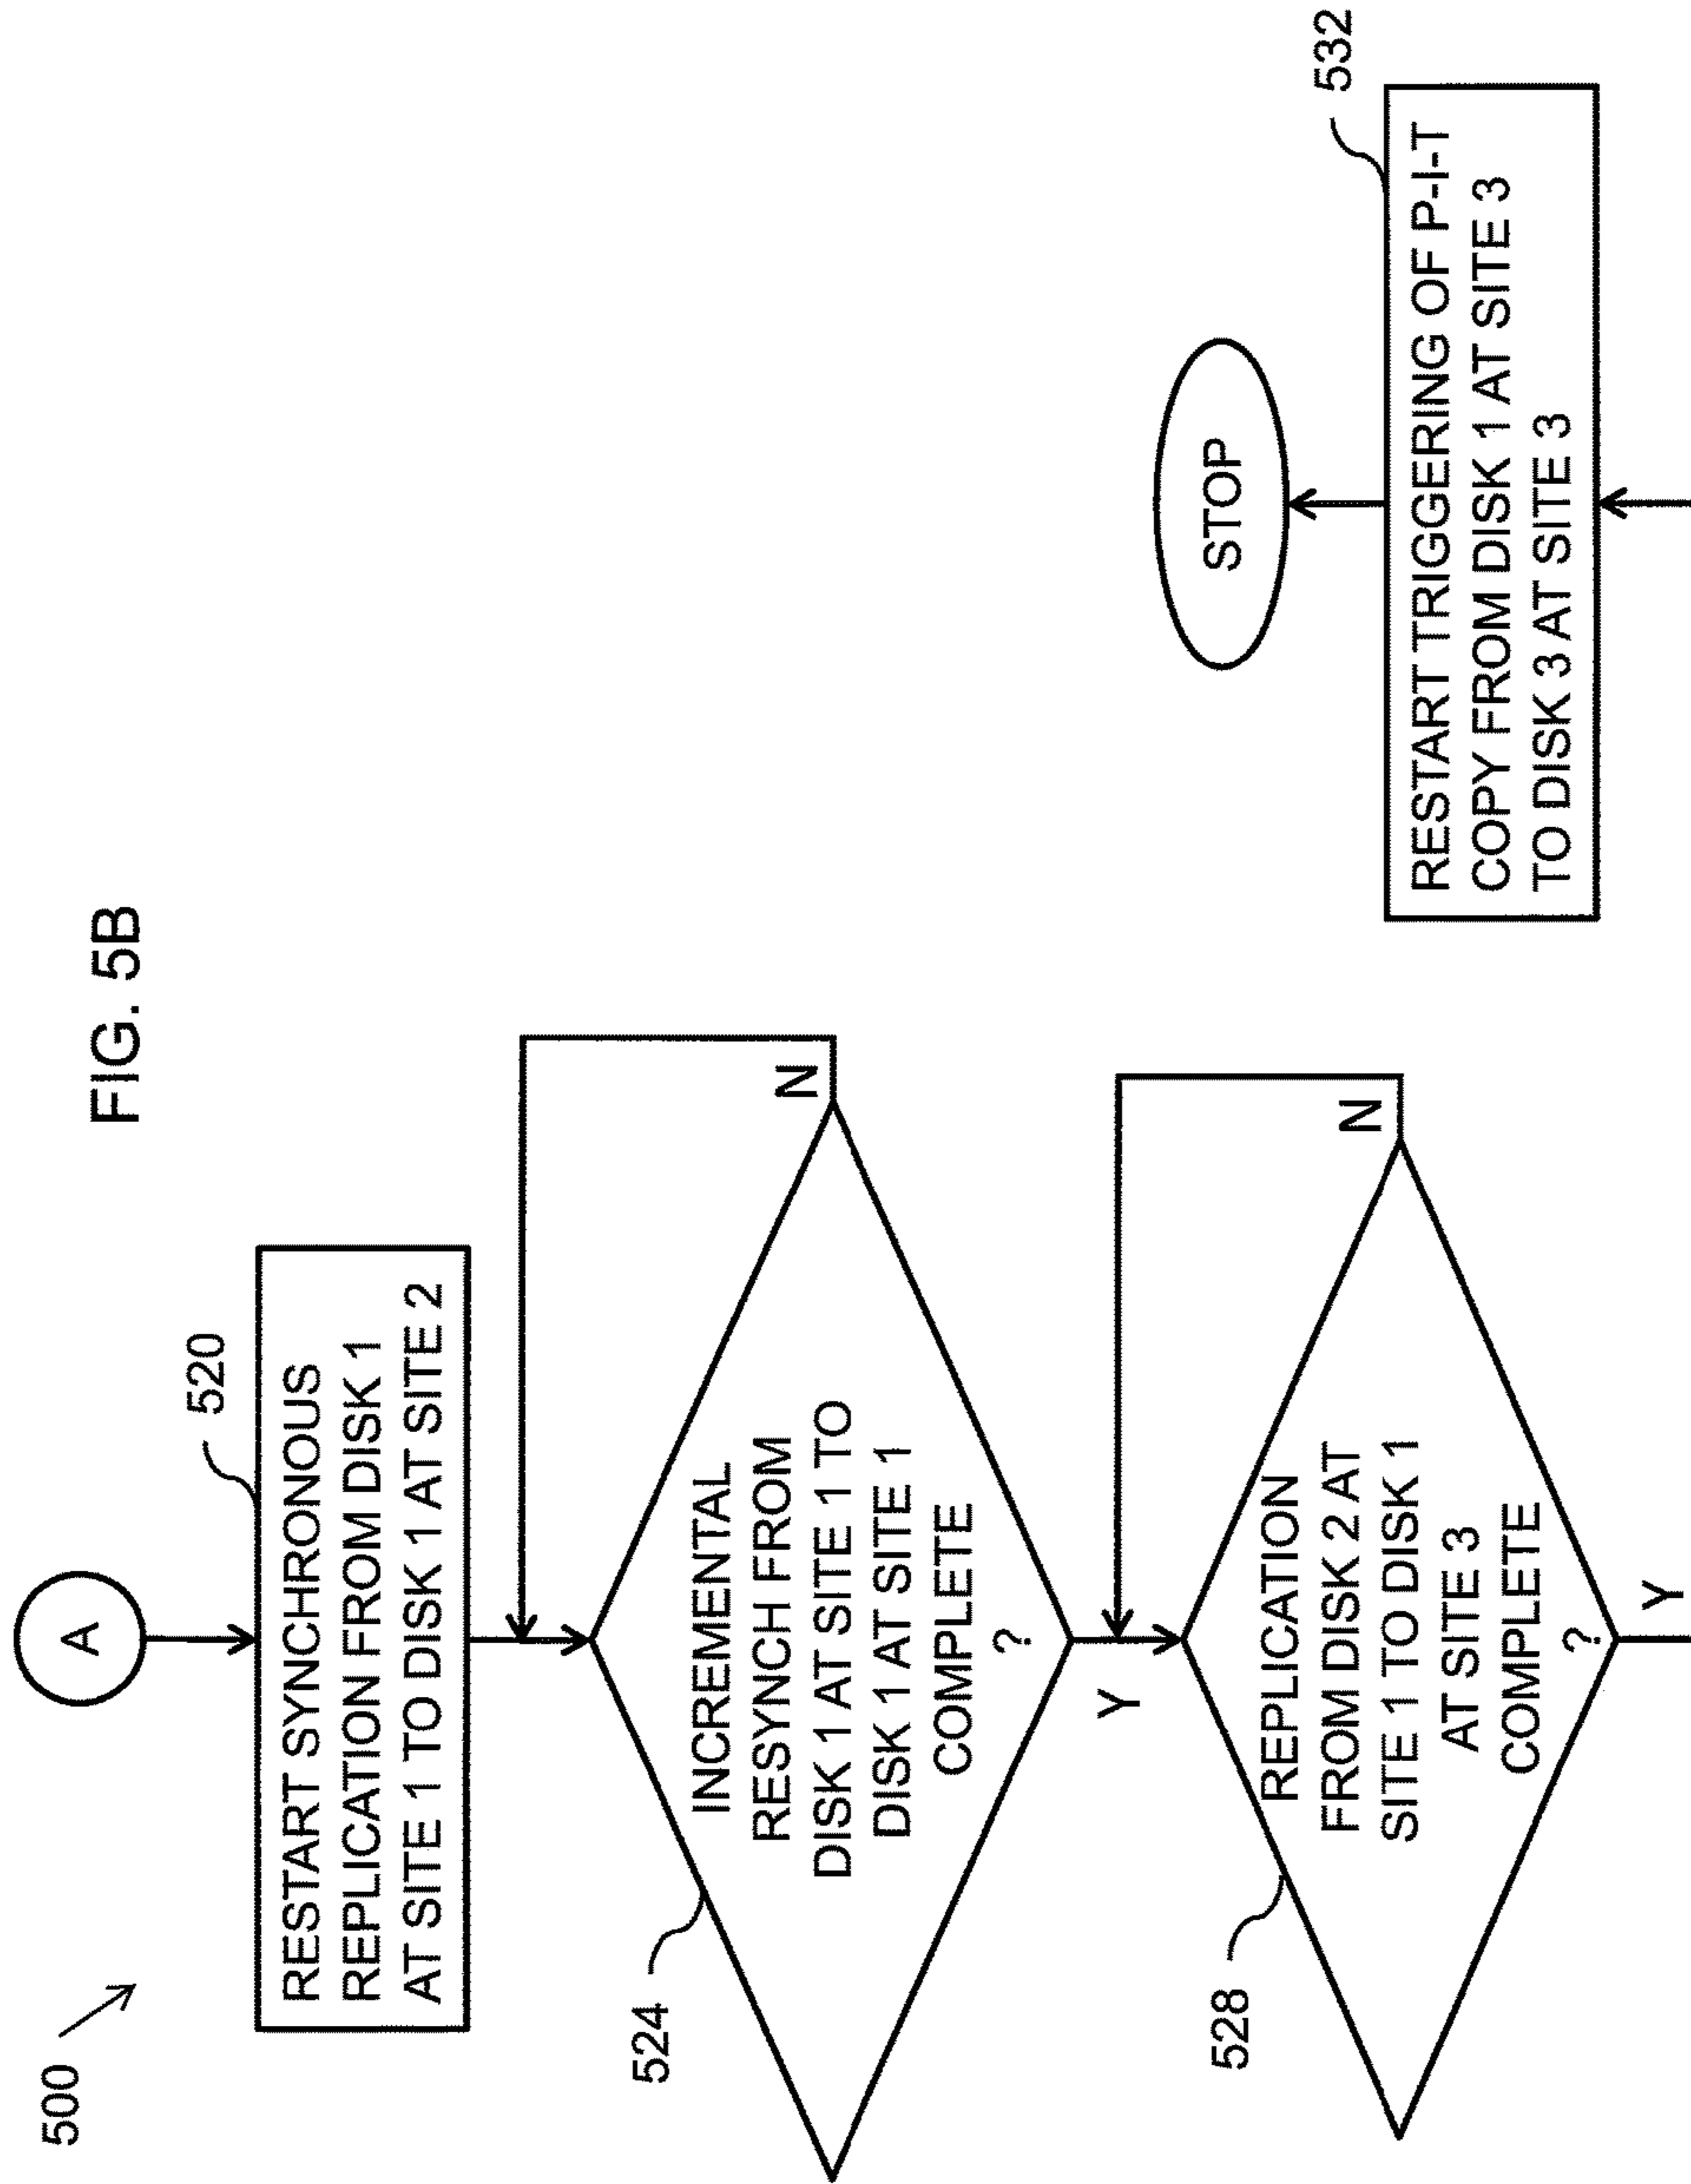 FIG. 5B
500
A
520
RESTART SYNCHRONOUS
REPLICATION FROM DISK 1
AT SITE 1 TO DISK 1 AT SITE 2
524
INCREMENTAL
RESYNCH FROM
DISK 1 AT SITE 1 TO
DISK 1 AT SITE 1
COMPLETE
?
N
Y
528
REPLICATION
FROM DISK 2 AT
SITE 1 TO DISK 1
AT SITE 3
COMPLETE
?
N
Y
STOP
532
RESTART TRIGGERING OF P-I-T
COPY FROM DISK 1 AT SITE 3
TO DISK 3 AT SITE 3